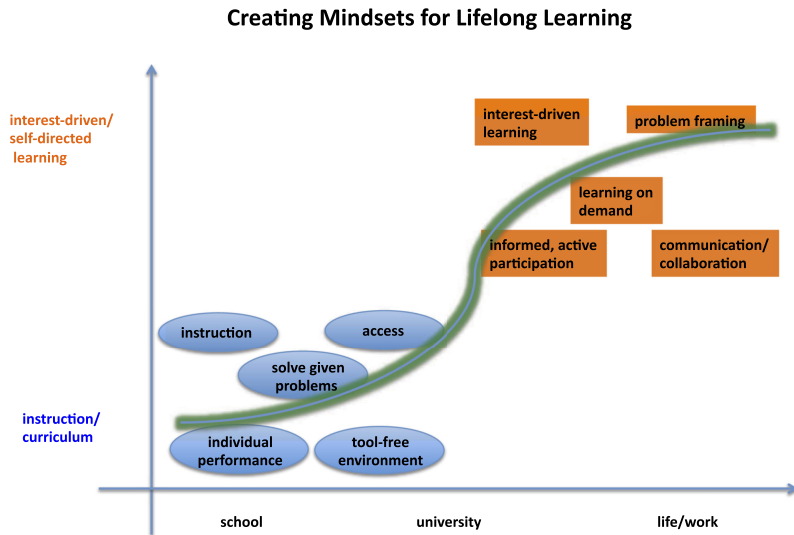 Creating Mindsets for Lifelong Learning
interest-driven/
self-directed
learning
interest-driven
learning
problem framing
learning on
demand
informed, active
participation
communication/
collaboration
instruction
access
solve given
problems
instruction/
curriculum
individual
performance
tool-free
environment
school
university
life/work